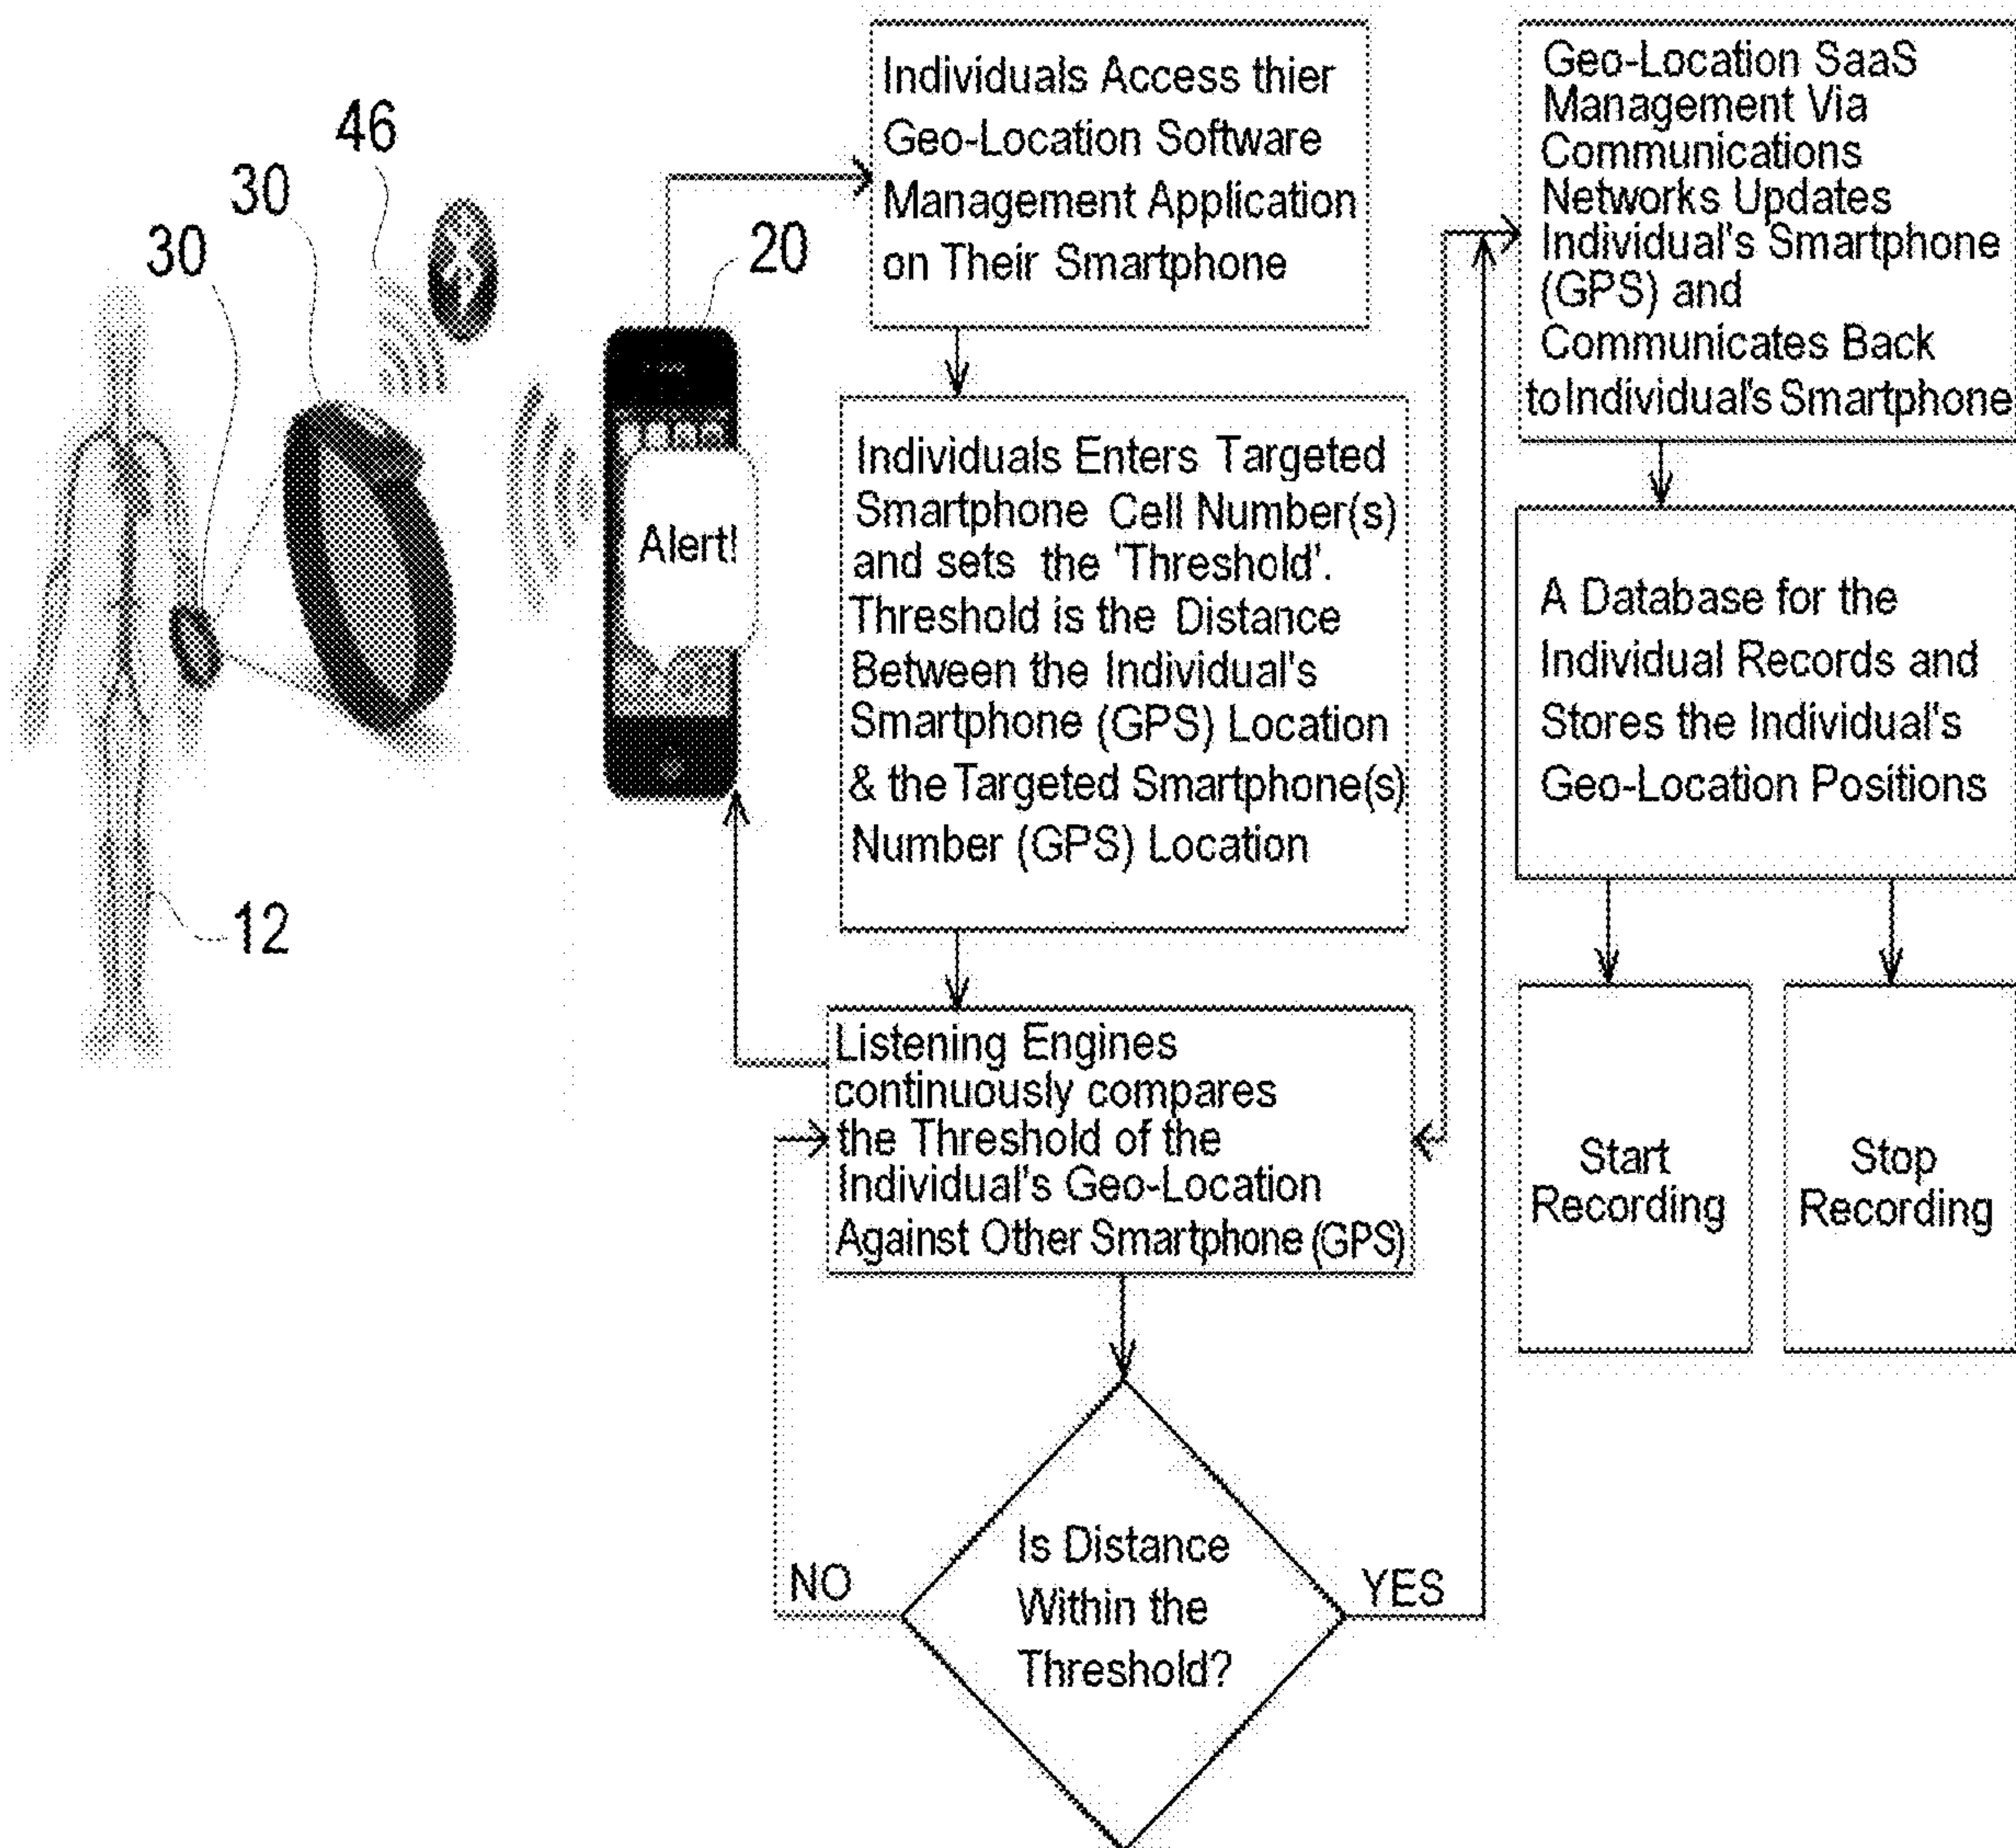 46
30
30
20
12
Alert!
Individuals Access thier
Geo-Location Software
Management Application
on Their Smartphone
Individuals Enters Targeted
Smartphone Cell Number(s)
and sets the 'Threshold'.
Threshold is the Distance
Between the Individual's
Smartphone (GPS) Location
& the Targeted Smartphone(s)
Number (GPS) Location
Listening Engines
continuously compares
the Threshold of the
Individual's Geo-Location
Against Other Smartphone (GPS)
Is Distance
Within the
Threshold?
NO
YES
Geo-Location SaaS
Management Via
Communications
Networks Updates
Individual's Smartphone
(GPS) and
Communicates Back
to Individual's Smartphone
A Database for the
Individual Records and
Stores the Individual's
Geo-Location Positions
Start
Recording
Stop
Recording